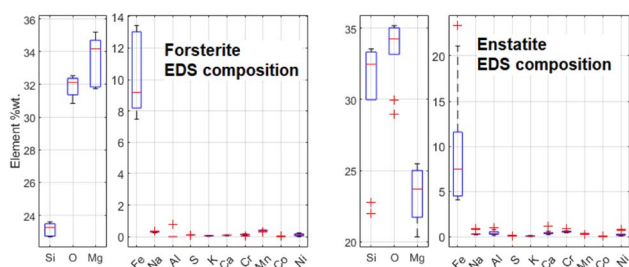 Forsterite
EDS composition
Element %wt.
36
34
32
30
28
26
24
14
12
10
8
6
4
2
0
Si O Mg
Fe Na Al S K Ca Cr Mn Co Ni
Enstatite
EDS composition
35
30
25
20
20
15
10
5
0
Si O Mg
Fe Na Al S K Ca Cr Mn Co Ni